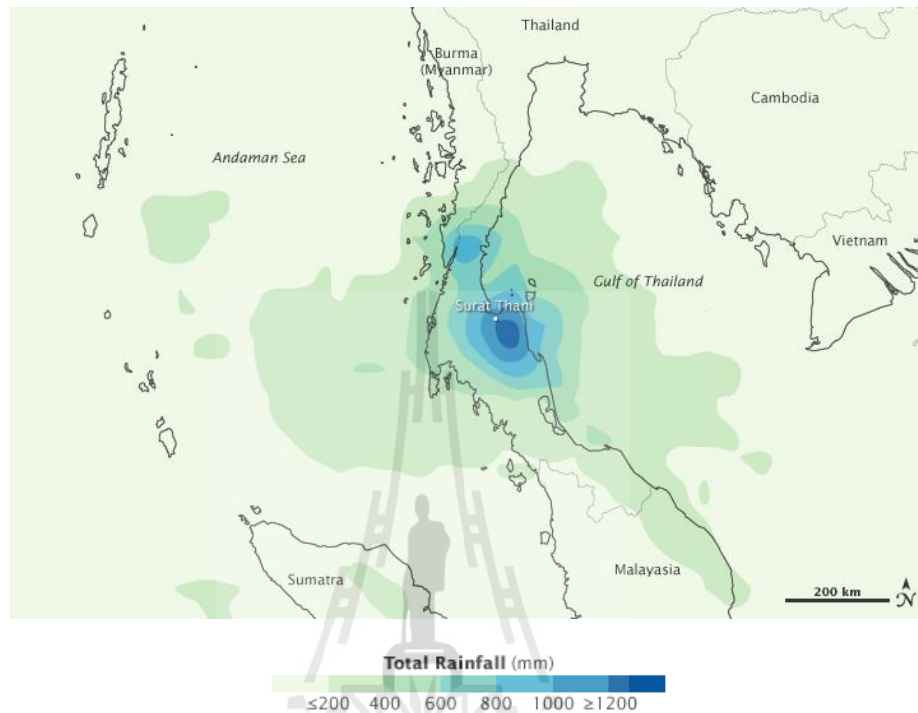 Thailand
Burma
(Myanmar)
Cambodia
Andaman Sea
Vietnam
Gulf of Thailand
Surat Thani
Malayasia
Sumatra
200 km
N
Total Rainfall (mm)
≤200 400 600 800 1000 ≥1200